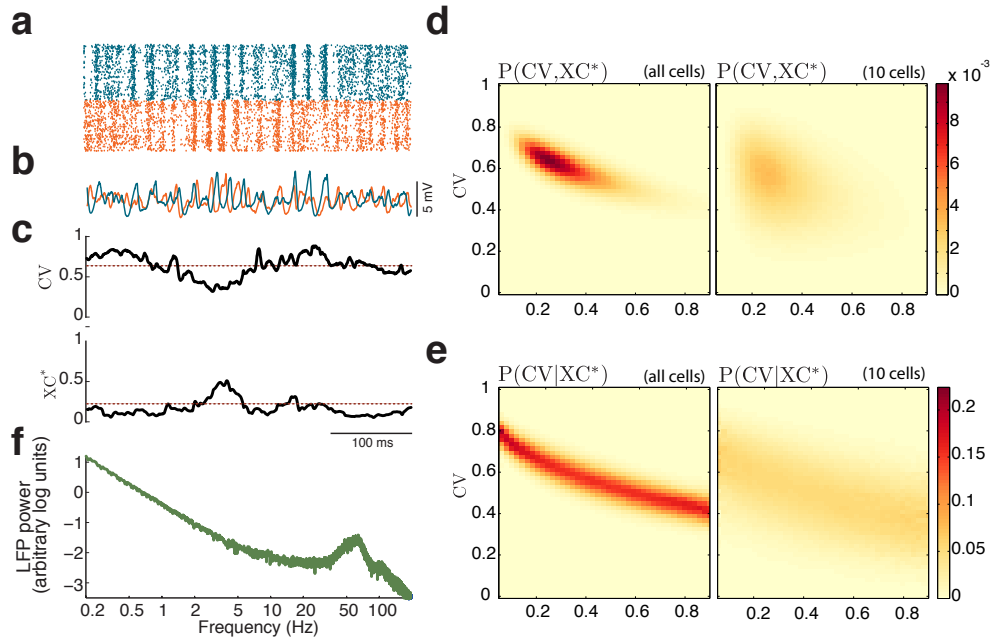 a
b
5 mV
c
1
CV
0.5
0
1
XC*
0.5
0
100 ms
f
LFP power
(arbitrary log units)
1
0
−1
−2
−3
0.2 0.5 1 2 5 10 20 50 100
Frequency (Hz)
d
P(CV,XC*) (all cells)
P(CV,XC*) (10 cells)
x 10-3
CV
1
0.8
0.6
0.4
0.2
0
0.2 0.4 0.6 0.8
0.2 0.4 0.6 0.8
10
8
6
4
2
0
e
P(CV|XC*) (all cells)
P(CV|XC*) (10 cells)
CV
1
0.8
0.6
0.4
0.2
0
0.2 0.4 0.6 0.8
0.2 0.4 0.6 0.8
0.2
0.15
0.1
0.05
0